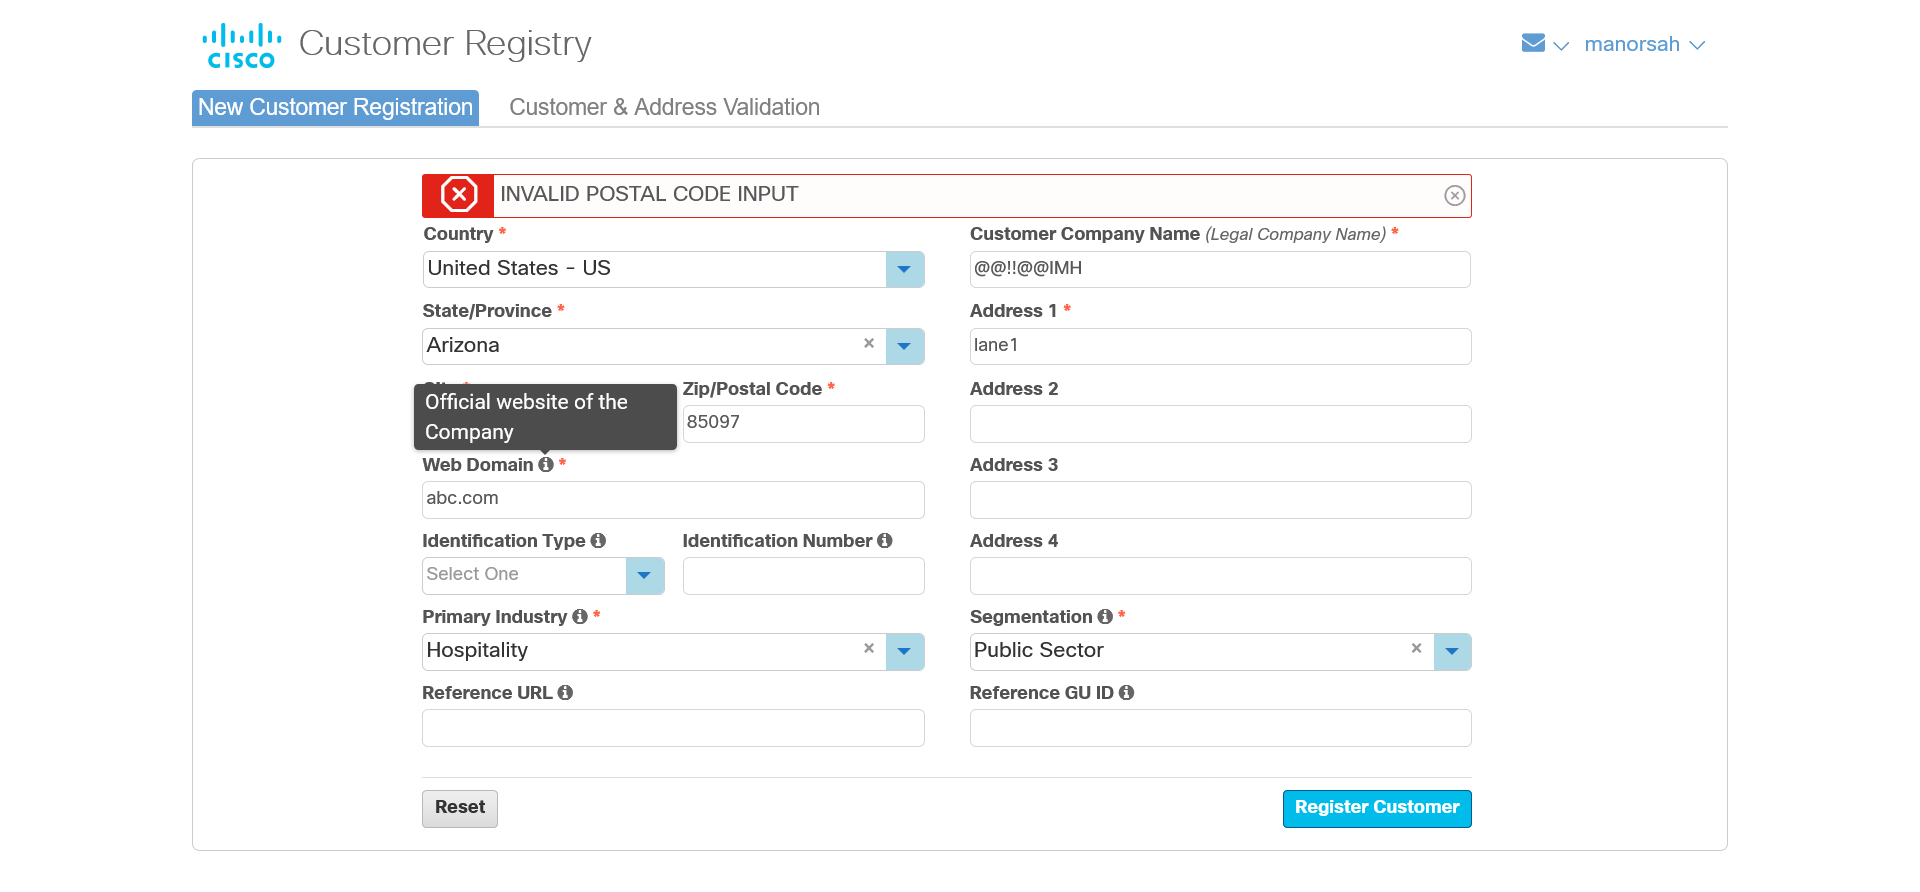 CISCO Customer Registry
manorsah
New Customer Registration Customer & Address Validation
INVALID POSTAL CODE INPUT
Country * Customer Company Name (Legal Company Name) *
United States - US @@!!@@IMH
State/Province * Address 1 *
Arizona × lane1
Zip/Postal Code * Address 2
Official website of the
Company
85097
Web Domain * Address 3
abc.com
Identification Type Identification Number Address 4
Select One
Primary Industry * Segmentation *
Hospitality × Public Sector ×
Reference URL Reference GU ID
Reset Register Customer